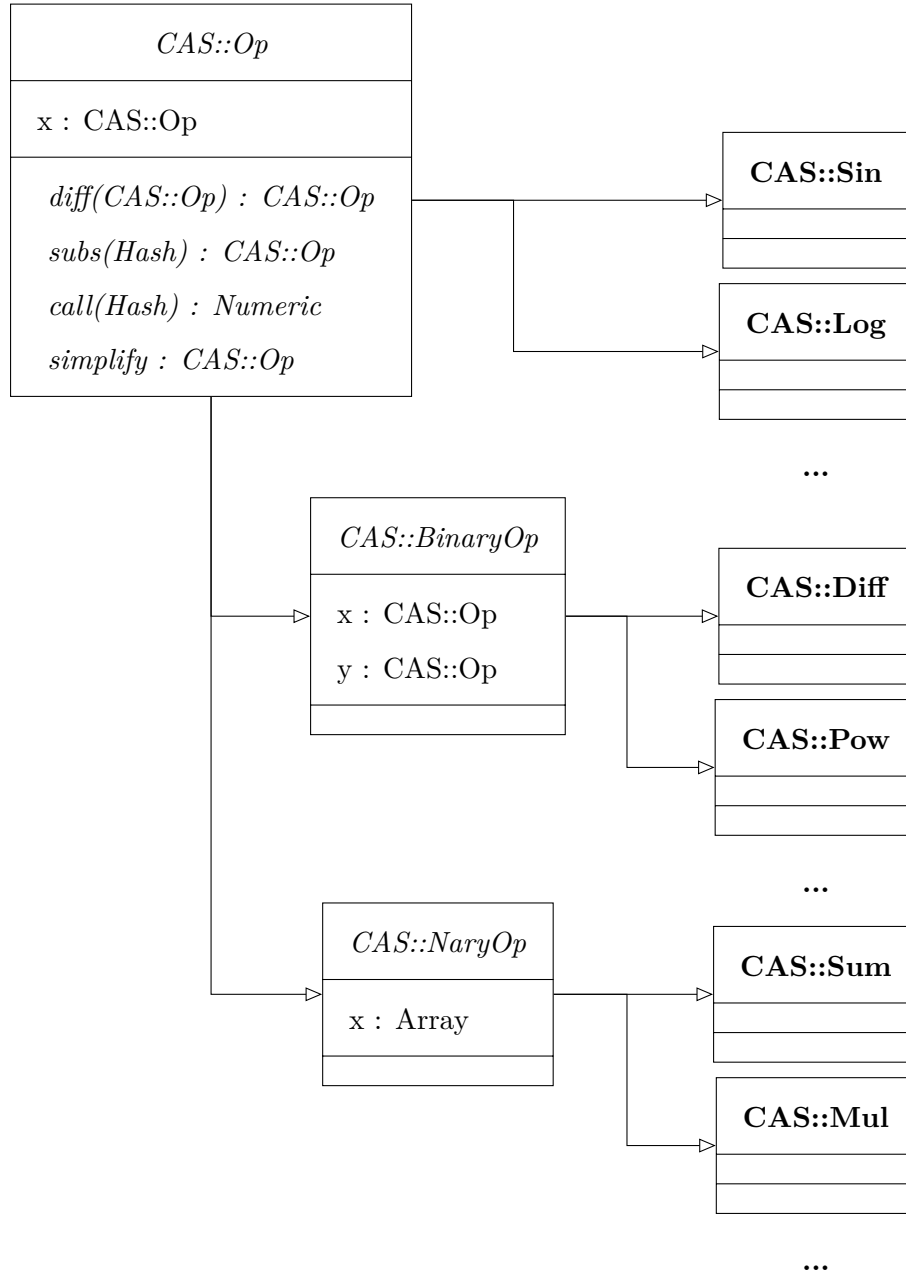 CAS::Op
x : CAS::Op
diff(CAS::Op) : CAS::Op
subs(Hash) : CAS::Op
call(Hash) : Numeric
simplify : CAS::Op
CAS::Sin
CAS::Log
...
CAS::BinaryOp
x : CAS::Op
y : CAS::Op
CAS::Diff
CAS::Pow
...
CAS::NaryOp
x : Array
CAS::Sum
CAS::Mul
...